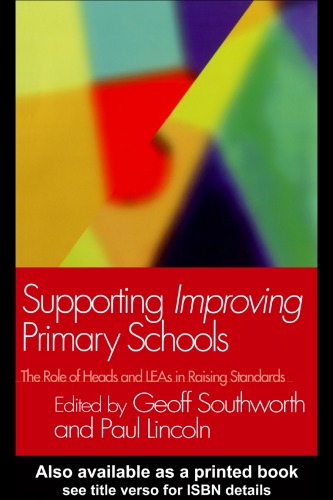 Supporting Improving
Primary Schools
The Role of Heads and LEAs in Raising Standards
Edited by Geoff Southworth
and Paul Lincoln
Also available as a printed book
see title verso for ISBN details